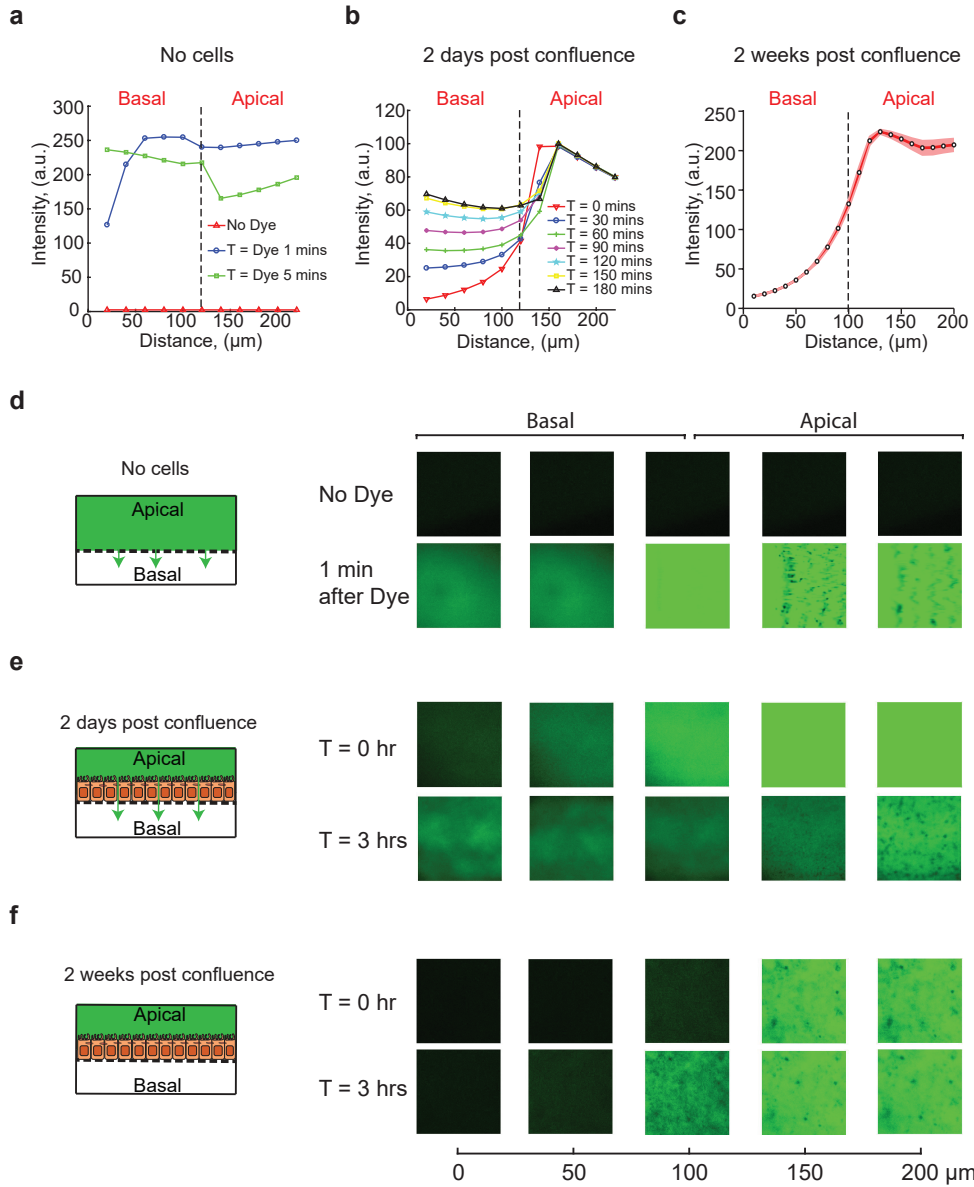 a
No cells
Basal Apical
300
250
200
150
100
50
0
Intensity, (a.u.)
No Dye
T = Dye 1 mins
T = Dye 5 mins
0 50 100 150 200
Distance, (µm)
b
2 days post confluence
Basal Apical
120
100
80
60
40
20
0
Intensity, (a.u.)
T = 0 mins
T = 30 mins
T = 60 mins
T = 90 mins
T = 120 mins
T = 150 mins
T = 180 mins
0 50 100 150 200
Distance, (µm)
c
2 weeks post confluence
Basal Apical
250
200
150
100
50
0
Intensity, (a.u.)
0 50 100 150 200
Distance, (µm)
d
Basal Apical
No cells
Apical
Basal
No Dye
1 min
after Dye
e
2 days post confluence
Apical
Basal
T = 0 hr
T = 3 hrs
f
2 weeks post confluence
Apical
Basal
T = 0 hr
T = 3 hrs
0 50 100 150 200 µm